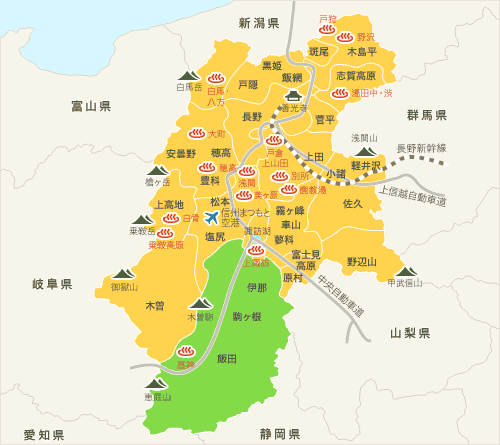 新潟県
戸狩
野沢
斑尾
木島平
黒姫
飯綱
志賀高原
白馬岳
白馬・
八方
戸隠
湯田中・渋
富山県
善光寺
長野
菅平
群馬県
大町
浅間山
長野新幹線
戸倉
上山田
安曇野
穂高
上田
軽井沢
穂高
小諸
別所
槍ヶ岳
豊科
浅間
鹿教湯
上信越自動車道
美ヶ原
松本
上高地
佐久
信州まつもと
空港
霧ヶ峰
白骨
車山
乗鞍岳
塩尻
諏訪湖
蓼科
乗鞍高原
上諏訪
富士見
高原
野辺山
御嶽山
伊那
原村
甲武信山
岐阜県
中央自動車道
木曽
木曽駒
駒ヶ根
山梨県
昼神
飯田
恵那山
愛知県
静岡県